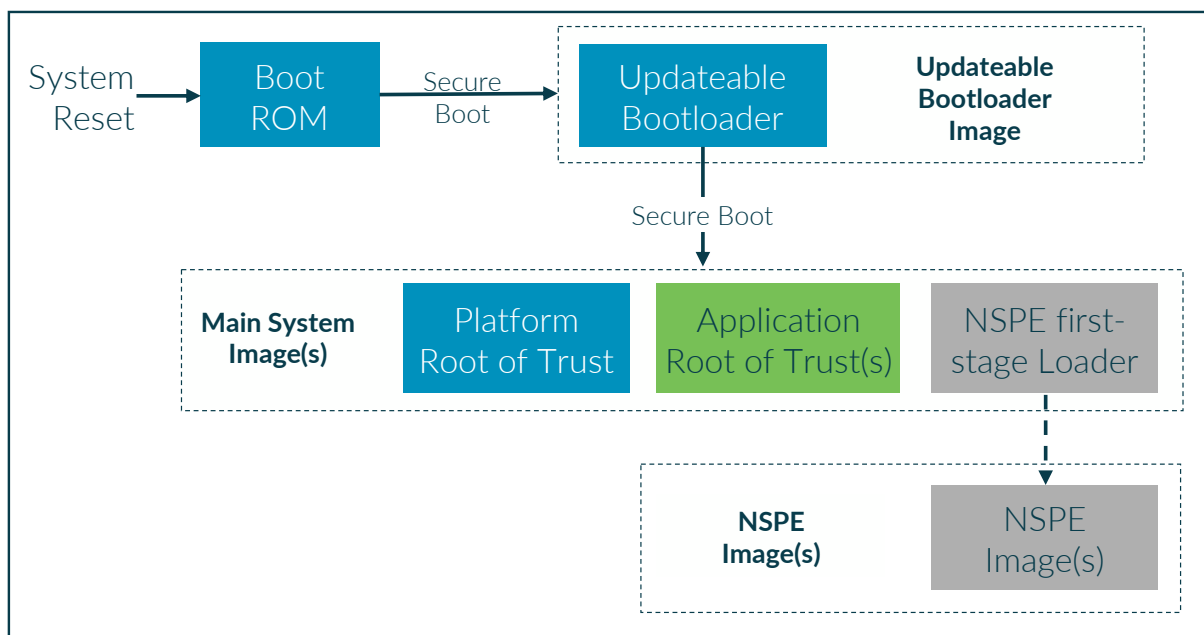 System
Reset
Boot
ROM
Secure
Boot
Updateable
Bootloader
Updateable
Bootloader
Image
Secure Boot
Main System
Image(s)
Platform
Root of Trust
Application
Root of Trust(s)
NSPE first-
stage Loader
NSPE
Image(s)
NSPE
Image(s)